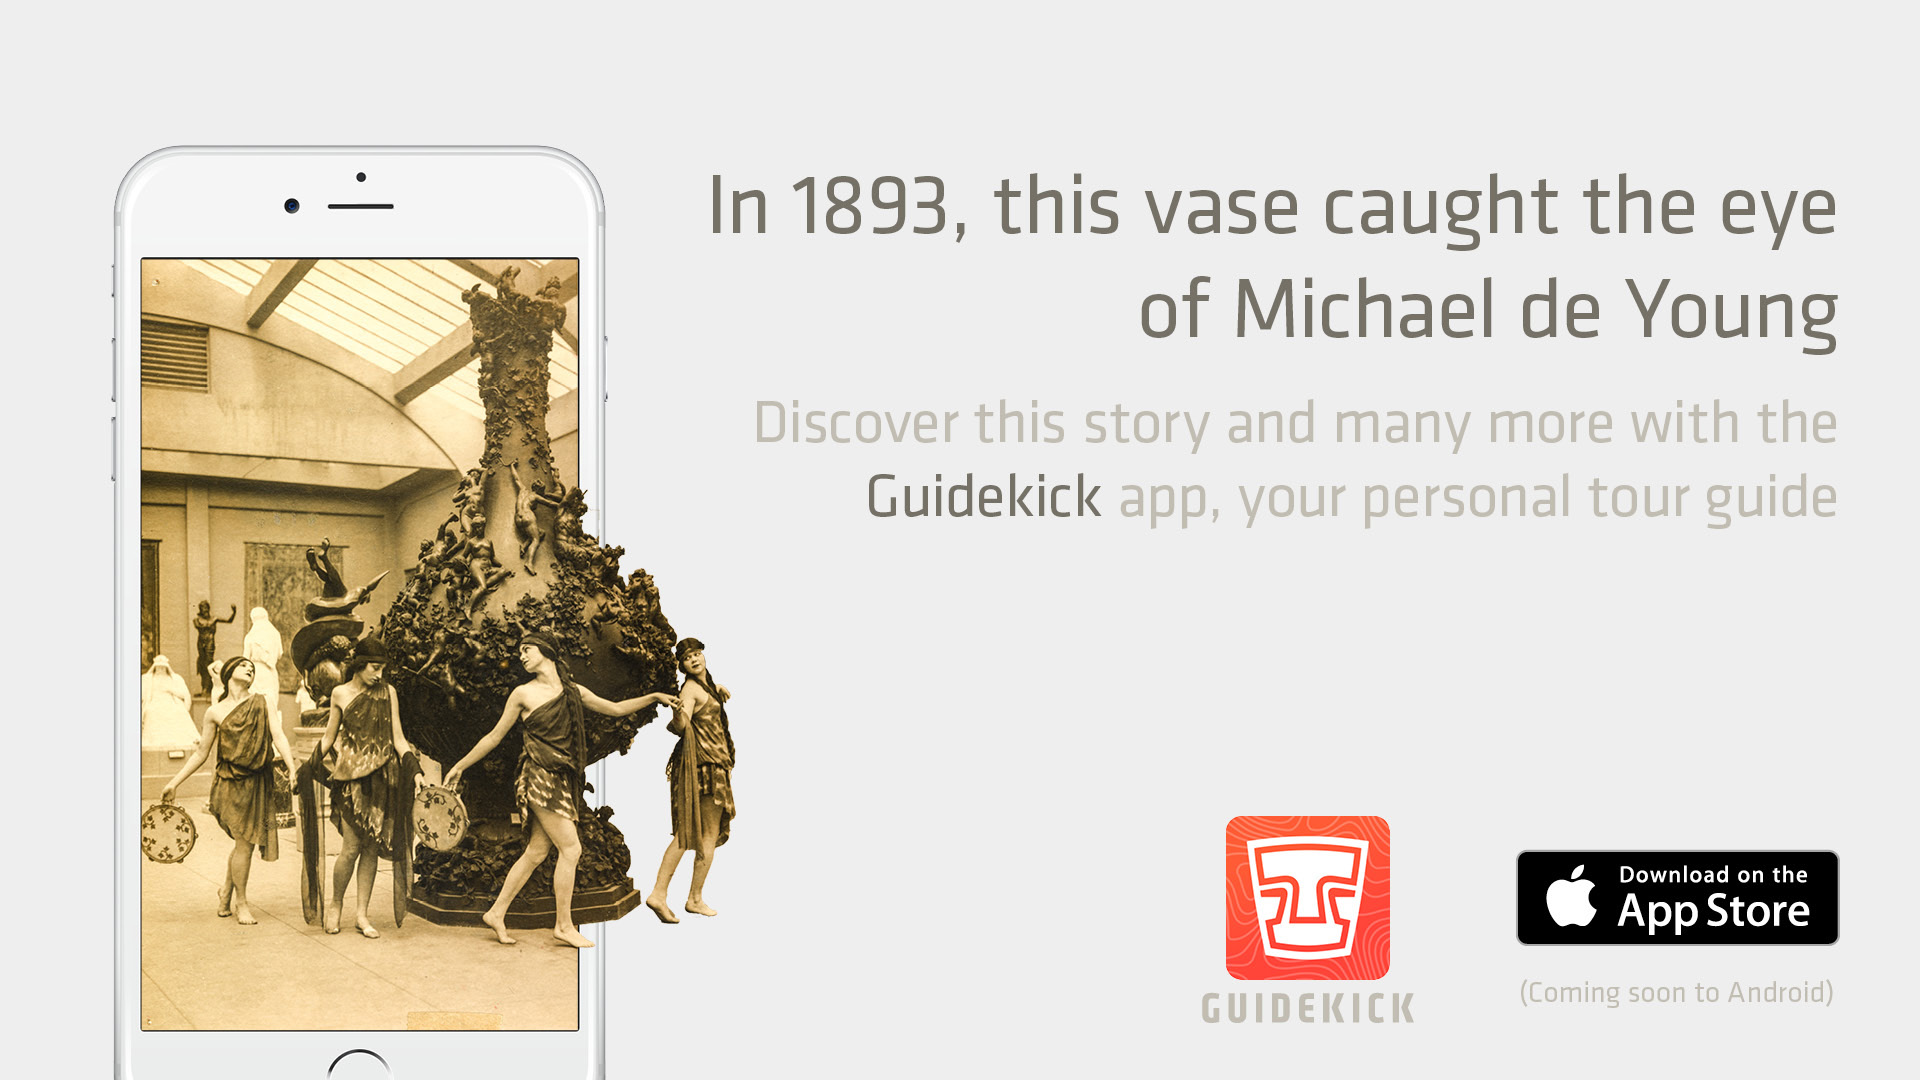 In 1893, this vase caught the eye
of Michael de Young
Discover this story and many more with the
Guidekick app, your personal tour guide
GUIDEKICK
Download on the
App Store
(Coming soon to Android)